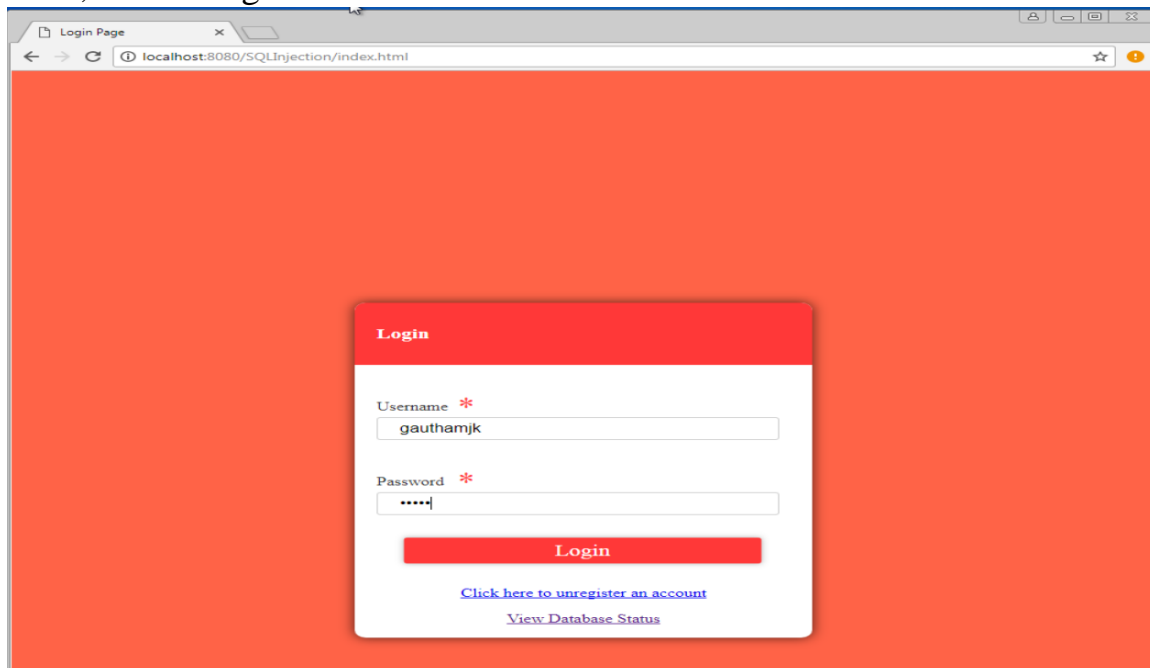 Login Page
localhost:8080/SQLInjection/index.html
Login
Username *
gauthamjk
Password *
•••••
Login
Click here to unregister an account
View Database Status